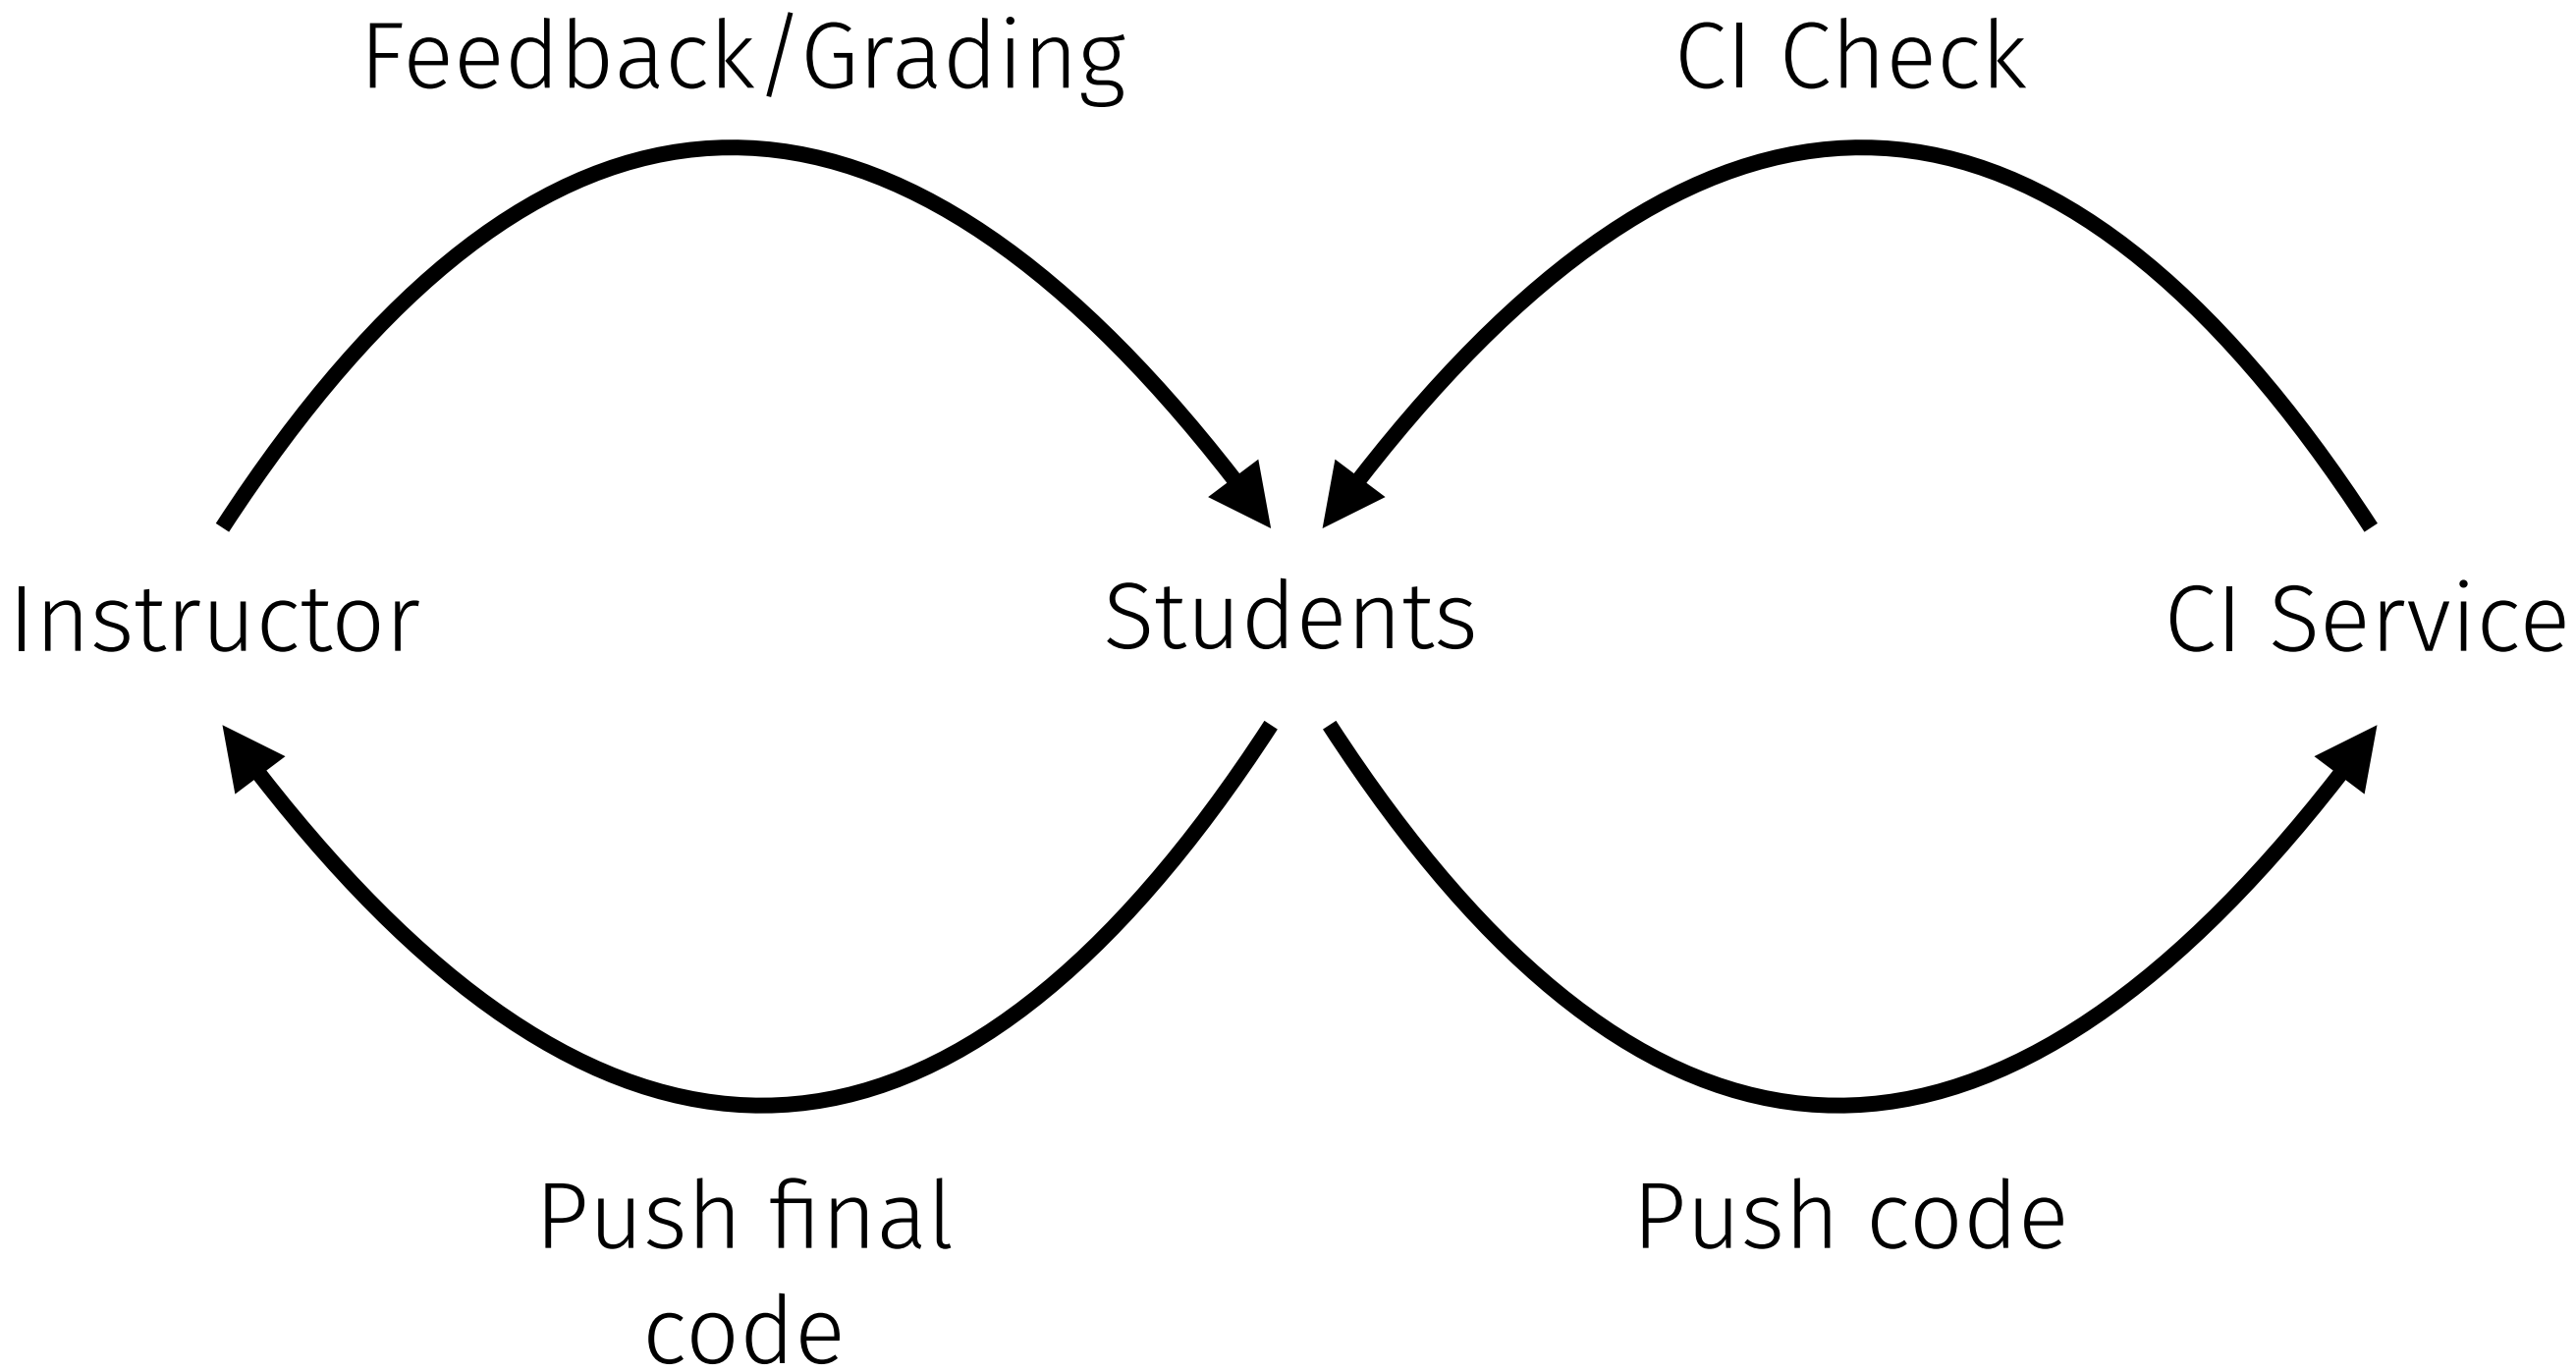 Feedback/Grading
CI Check
Instructor
Students
CI Service
Push final
code
Push code